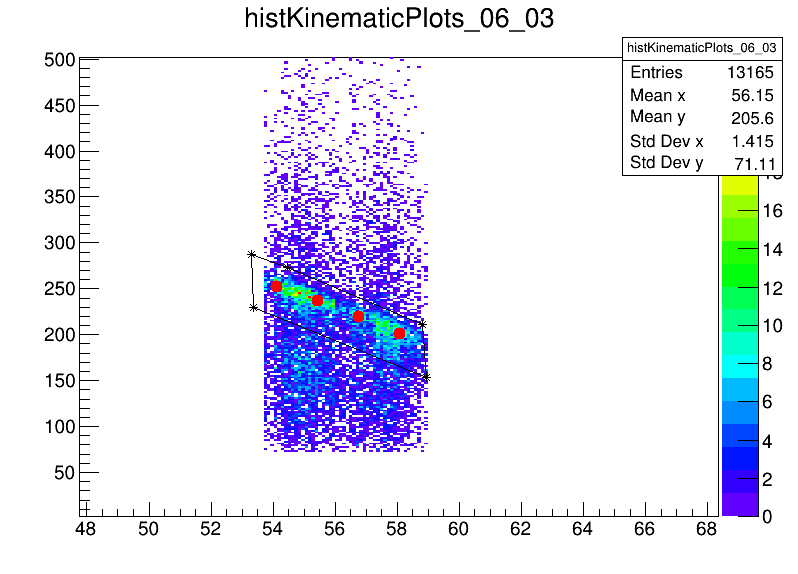 histKinematicPlots_06_03
histKinematicPlots_06_03
Entries 13165
Mean x 56.15
Mean y 205.6
Std Dev x 1.415
Std Dev y 71.11
500
450
400
350
300
250
200
150
100
50
16
14
12
10
8
6
4
2
0
48 50 52 54 56 58 60 62 64 66 68